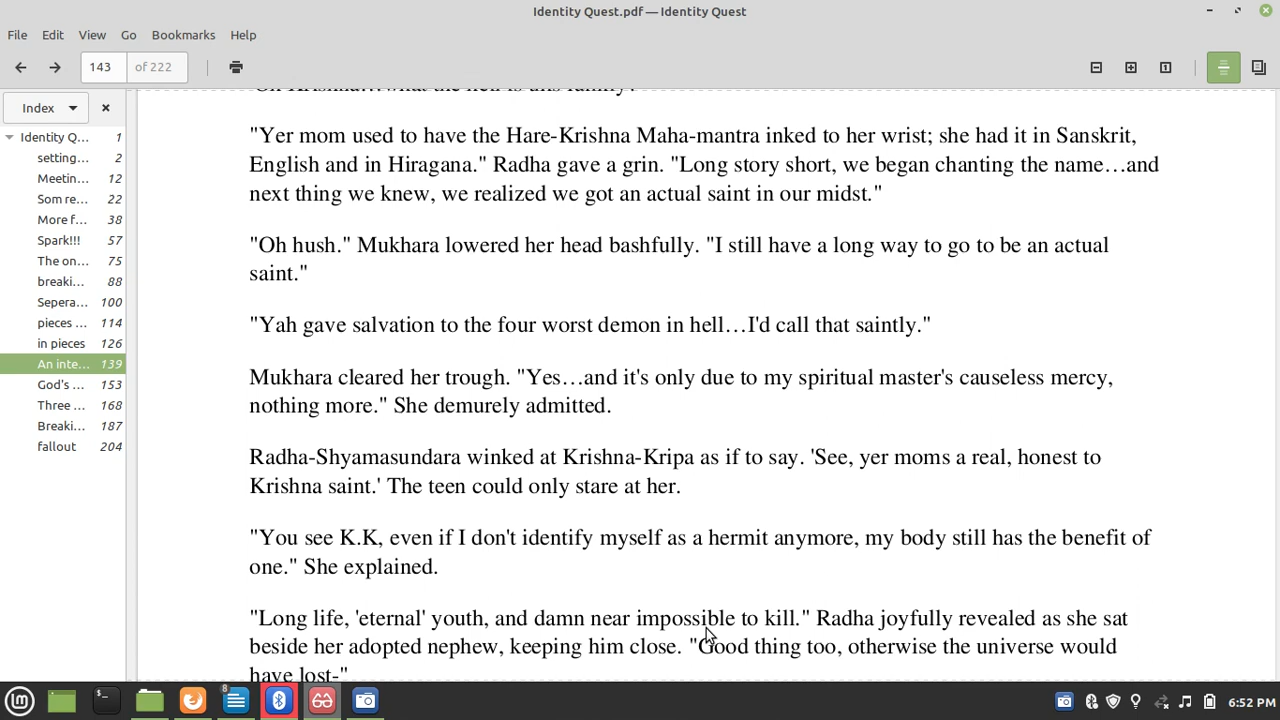 Identity Quest.pdf — Identity Quest
File Edit View Go Bookmarks Help
143 of 222
Index
Identity Q... 1
setting... 2
Meetin... 12
Som re... 22
More f... 38
Spark!!! 57
The on... 75
breaki... 88
Sepera... 100
pieces ... 114
in pieces 126
An inte... 139
God's ... 153
Three ... 168
Breaki... 187
fallout 204
"Yer mom used to have the Hare-Krishna Maha-mantra inked to her wrist; she had it in Sanskrit,
English and in Hiragana." Radha gave a grin. "Long story short, we began chanting the name…and
next thing we knew, we realized we got an actual saint in our midst."
"Oh hush." Mukhara lowered her head bashfully. "I still have a long way to go to be an actual
saint."
"Yah gave salvation to the four worst demon in hell…I'd call that saintly."
Mukhara cleared her trough. "Yes…and it's only due to my spiritual master's causeless mercy,
nothing more." She demurely admitted.
Radha-Shyamasundara winked at Krishna-Kripa as if to say. 'See, yer moms a real, honest to
Krishna saint.' The teen could only stare at her.
"You see K.K, even if I don't identify myself as a hermit anymore, my body still has the benefit of
one." She explained.
"Long life, 'eternal' youth, and damn near impossible to kill." Radha joyfully revealed as she sat
beside her adopted nephew, keeping him close. "Good thing too, otherwise the universe would
have lost-"
8
6:52 PM